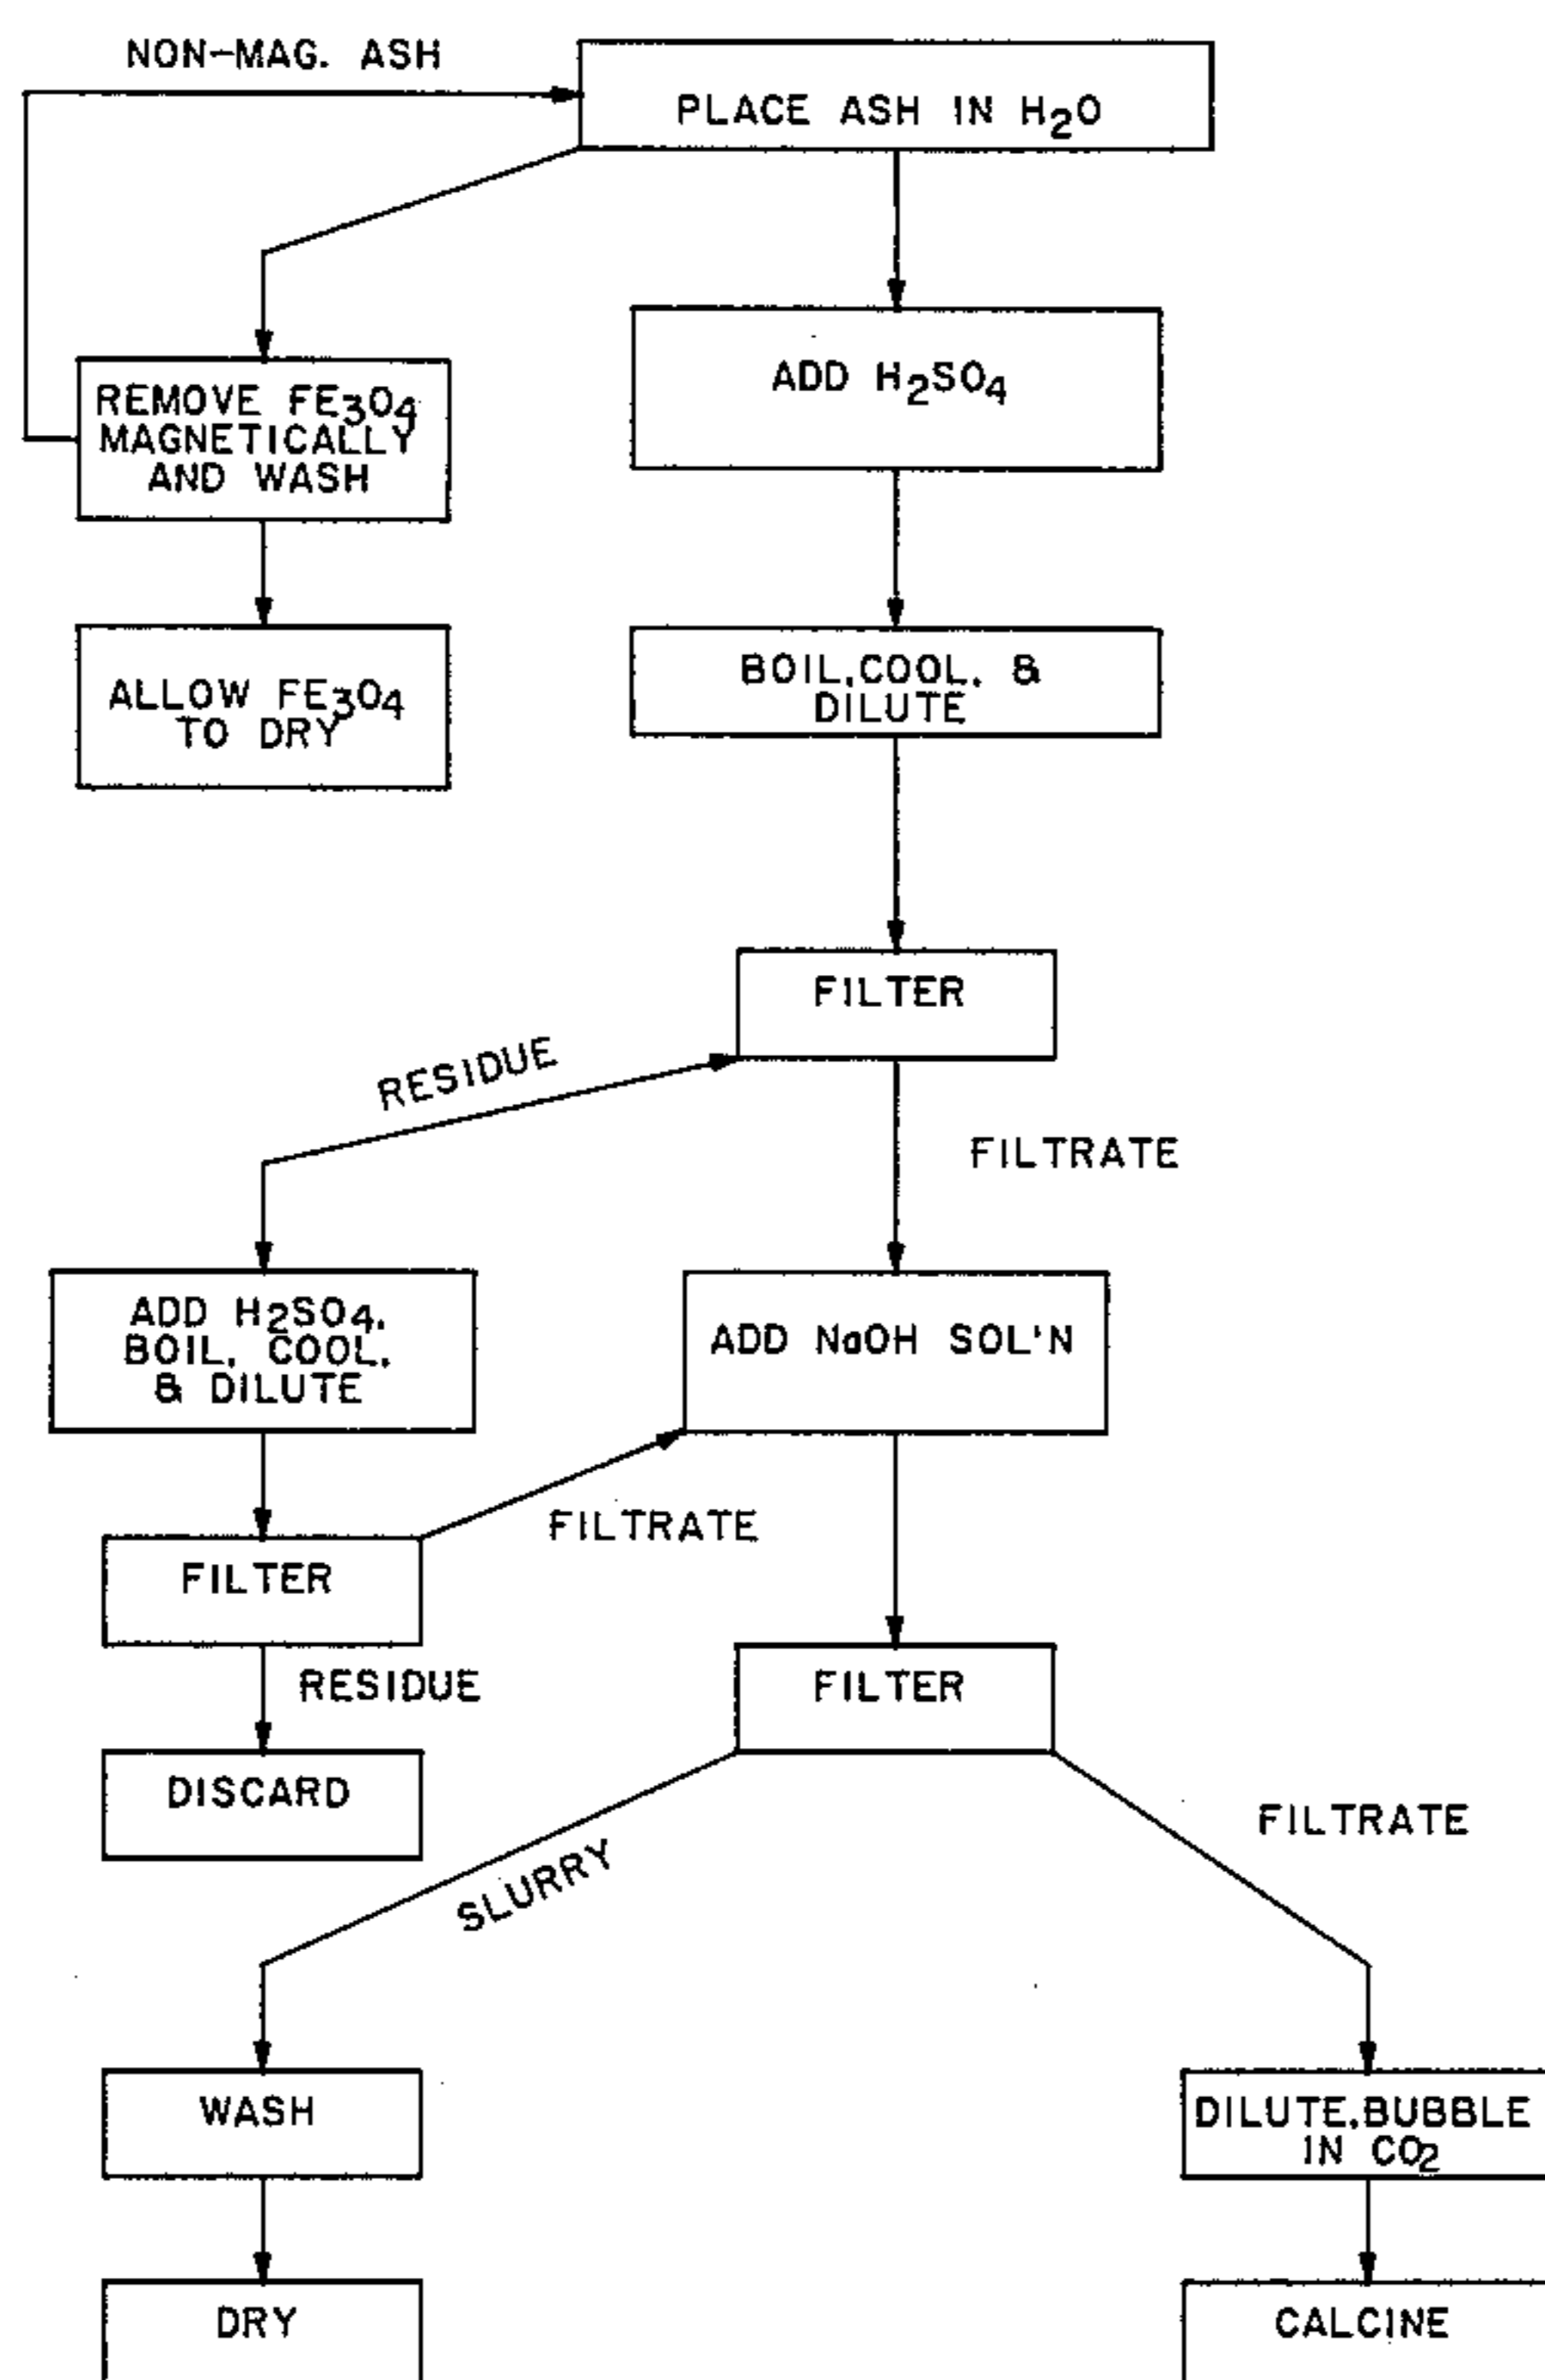 NON-MAG. ASH
PLACE ASH IN H2O
REMOVE FE3O4
MAGNETICALLY
AND WASH
ADD H2SO4
ALLOW FE3O4
TO DRY
BOIL,COOL, &
DILUTE
FILTER
RESIDUE
FILTRATE
ADD H2SO4,
BOIL, COOL,
& DILUTE
ADD NaOH SOL'N
FILTRATE
FILTER
RESIDUE
FILTER
DISCARD
SLURRY
FILTRATE
WASH
DILUTE,BUBBLE
IN CO2
DRY
CALCINE